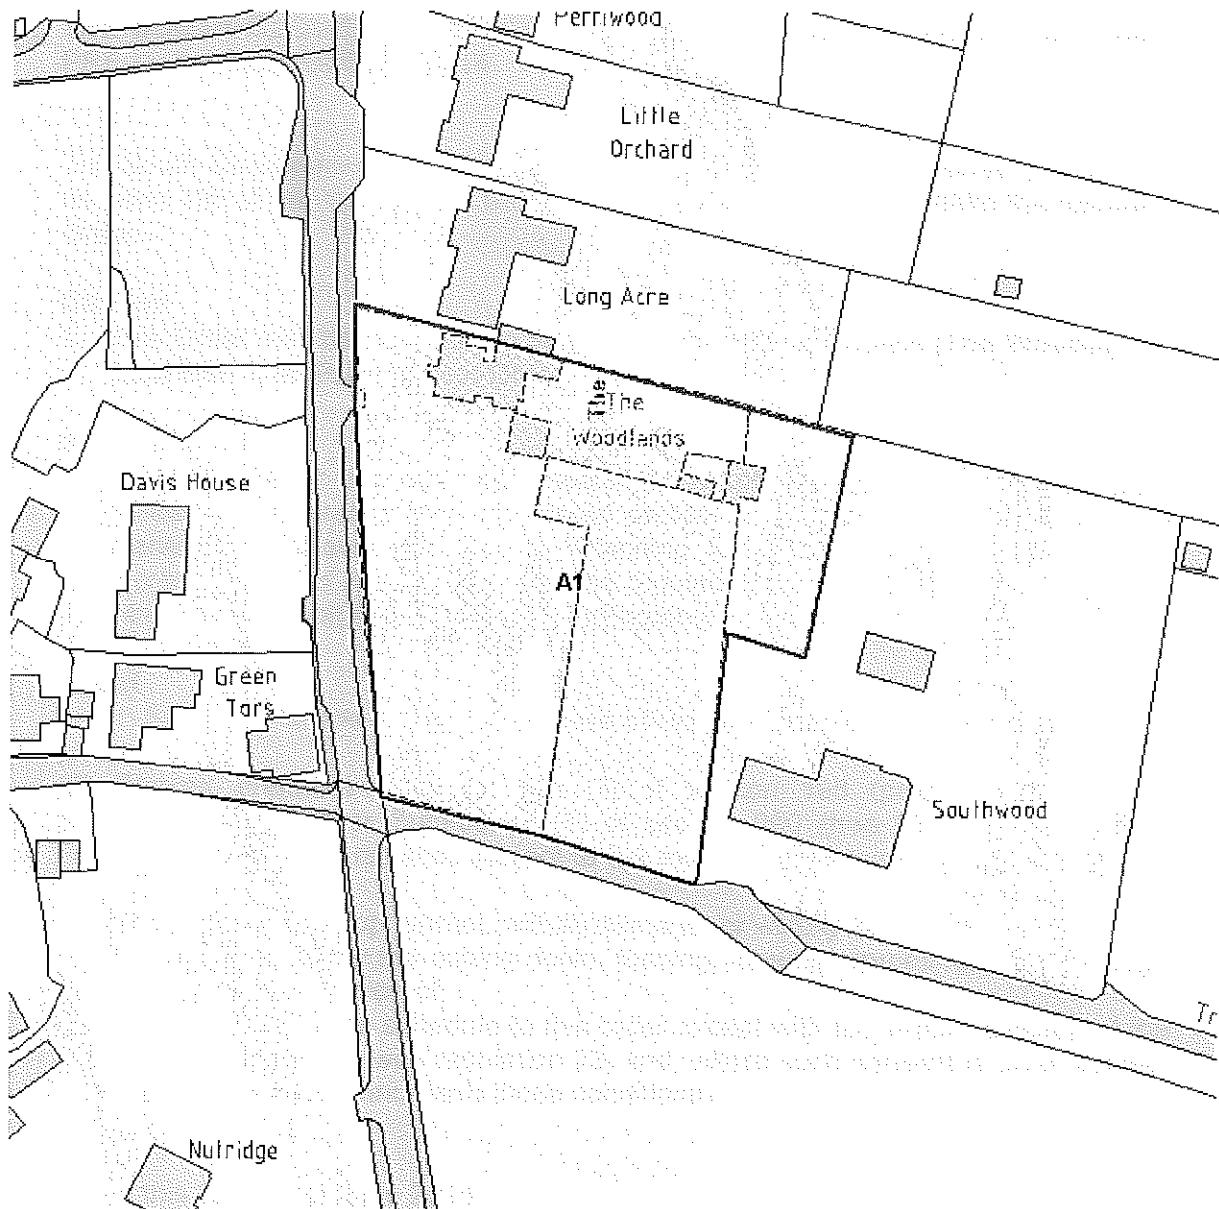 Perriwood
Little
Orchard
Long Acre
The
The
Woodlands
Davis House
A1
Green
Tors
Southwood
Tr
Nutridge